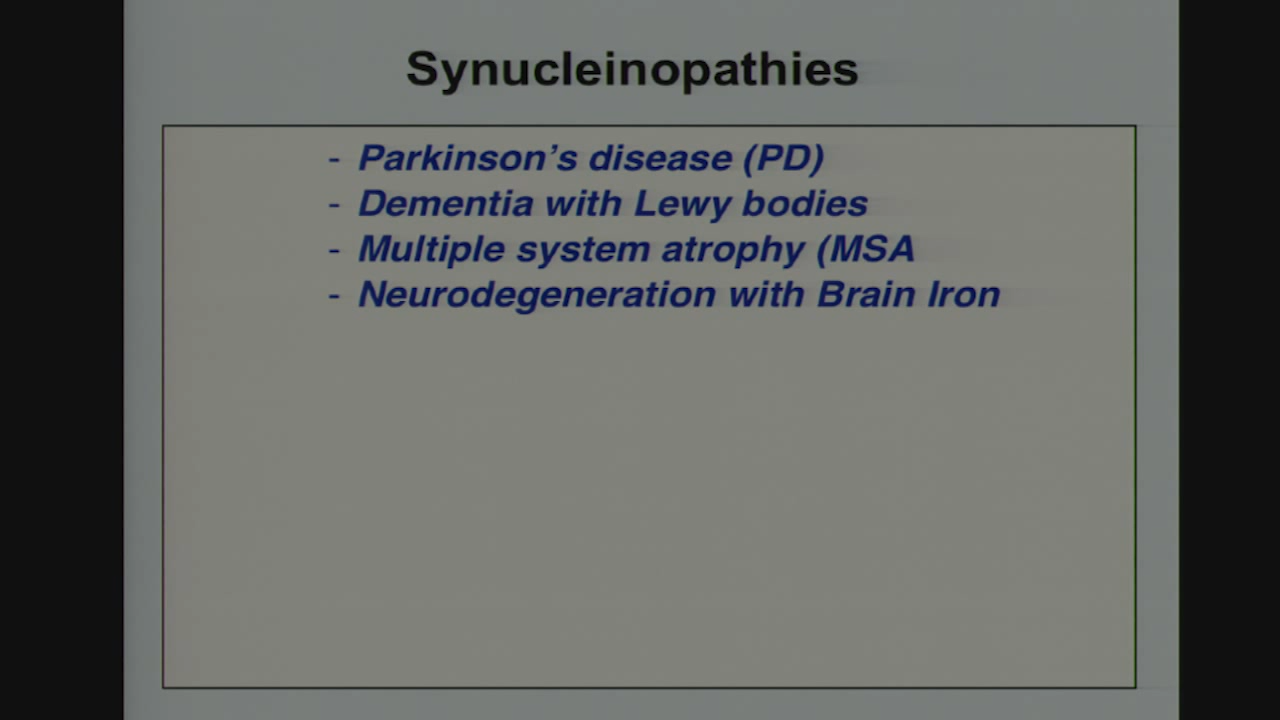 Synucleinopathies
- Parkinson's disease (PD)
- Dementia with Lewy bodies
- Multiple system atrophy (MSA
- Neurodegeneration with Brain Iron